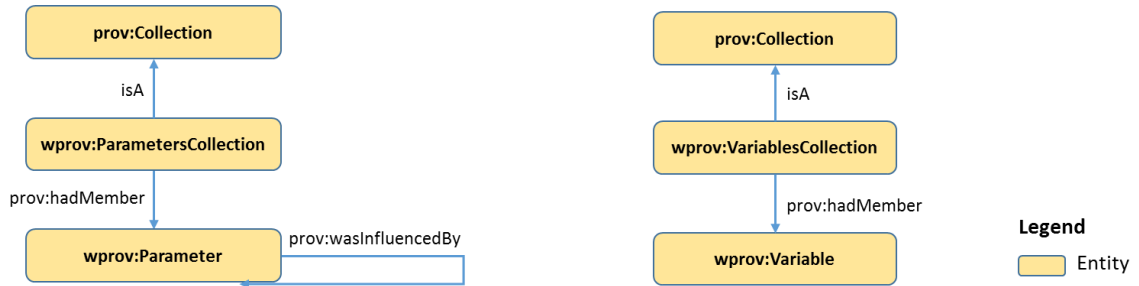 prov:Collection
isA
wprov:ParametersCollection
prov:hadMember
wprov:Parameter
prov:wasInfluencedBy
prov:Collection
isA
wprov:VariablesCollection
prov:hadMember
wprov:Variable
Legend
Entity